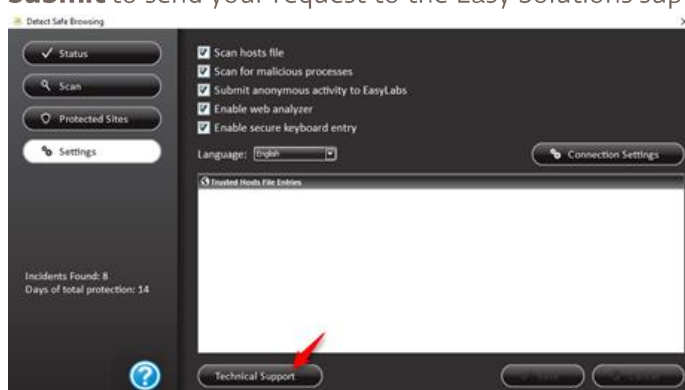 Submit to send your request to the Easy Solutions sup
Detect Safe Browsing
Status
Scan
Protected Sites
Settings
Incidents Found: 8
Days of total protection: 14
Scan hosts file
Scan for malicious processes
Submit anonymous activity to EasyLabs
Enable web analyzer
Enable secure keyboard entry
Language: English
Connection Settings
Trusted Hosts File Entries
Technical Support
Save
Cancel